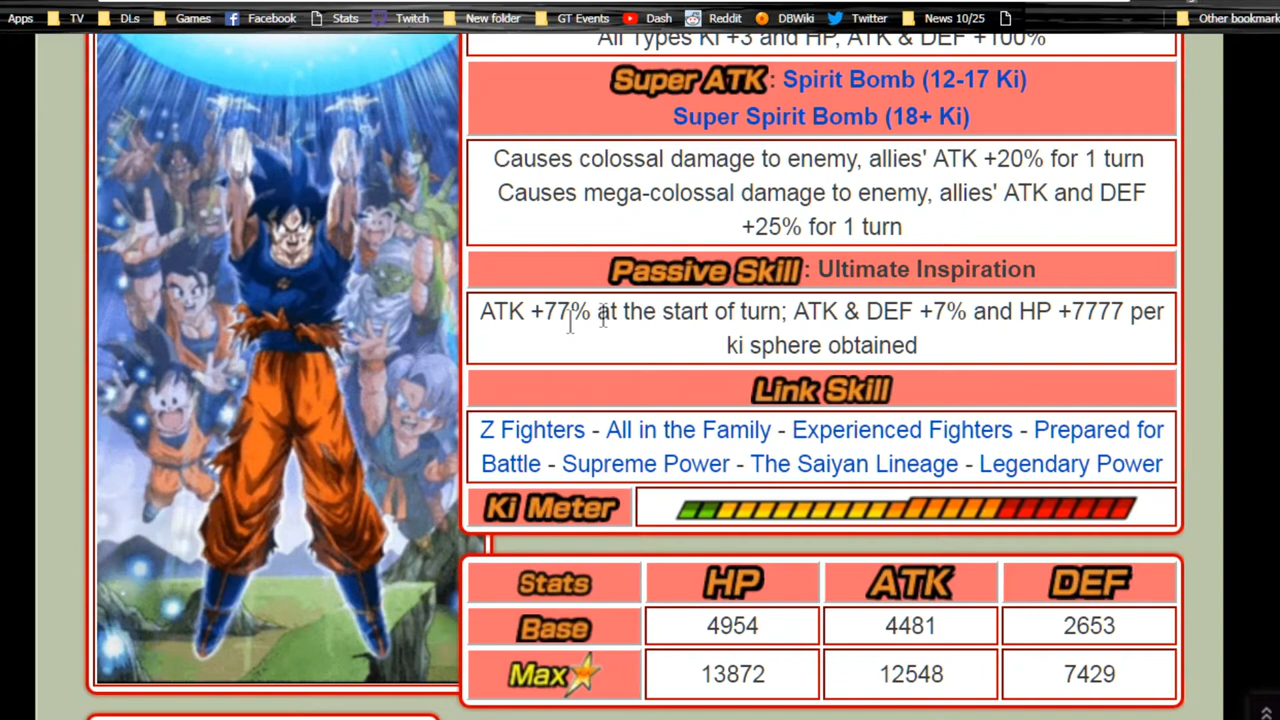 Apps TV DLs Games Facebook Stats Twitch New folder GT Events Dash Reddit DBWiki Twitter News 10/25 Other bookmark
All Types Ki +3 and HP, ATK & DEF +100%
Super ATK: Spirit Bomb (12-17 Ki)
Super Spirit Bomb (18+ Ki)
Causes colossal damage to enemy, allies' ATK +20% for 1 turn
Causes mega-colossal damage to enemy, allies' ATK and DEF
+25% for 1 turn
Passive Skill: Ultimate Inspiration
ATK +77% at the start of turn; ATK & DEF +7% and HP +7777 per
ki sphere obtained
Link Skill
Z Fighters - All in the Family - Experienced Fighters - Prepared for
Battle - Supreme Power - The Saiyan Lineage - Legendary Power
Ki Meter
Stats HP ATK DEF
Base 4954 4481 2653
Max 13872 12548 7429